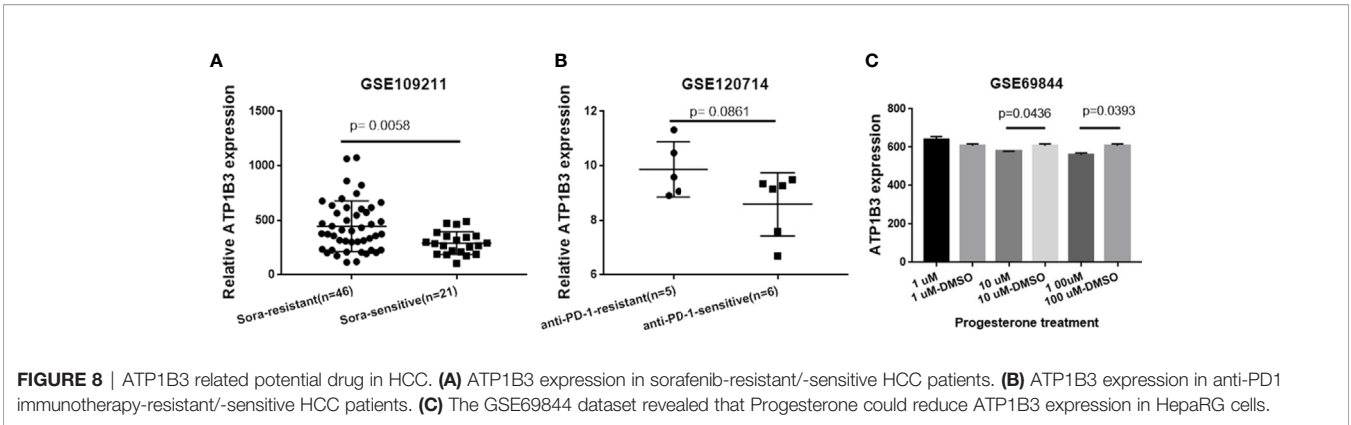 A
GSE109211
p= 0.0058
Relative ATP1B3 expression
1500
1000
500
0
Sora-resistant(n=46)
Sora-sensitive(n=21)
B
GSE120714
p= 0.0861
Relative ATP1B3 expression
12
10
8
6
anti-PD-1-resistant(n=5)
anti-PD-1-sensitive(n=6)
C
GSE69844
p=0.0436
p=0.0393
ATP1B3 expression
800
600
400
200
0
1 uM
1 uM-DMSO
10 uM
10 uM-DMSO
1 00uM
100 uM-DMSO
Progesterone treatment
FIGURE 8 | ATP1B3 related potential drug in HCC. (A) ATP1B3 expression in sorafenib-resistant/-sensitive HCC patients. (B) ATP1B3 expression in anti-PD1
immunotherapy-resistant/-sensitive HCC patients. (C) The GSE69844 dataset revealed that Progesterone could reduce ATP1B3 expression in HepaRG cells.